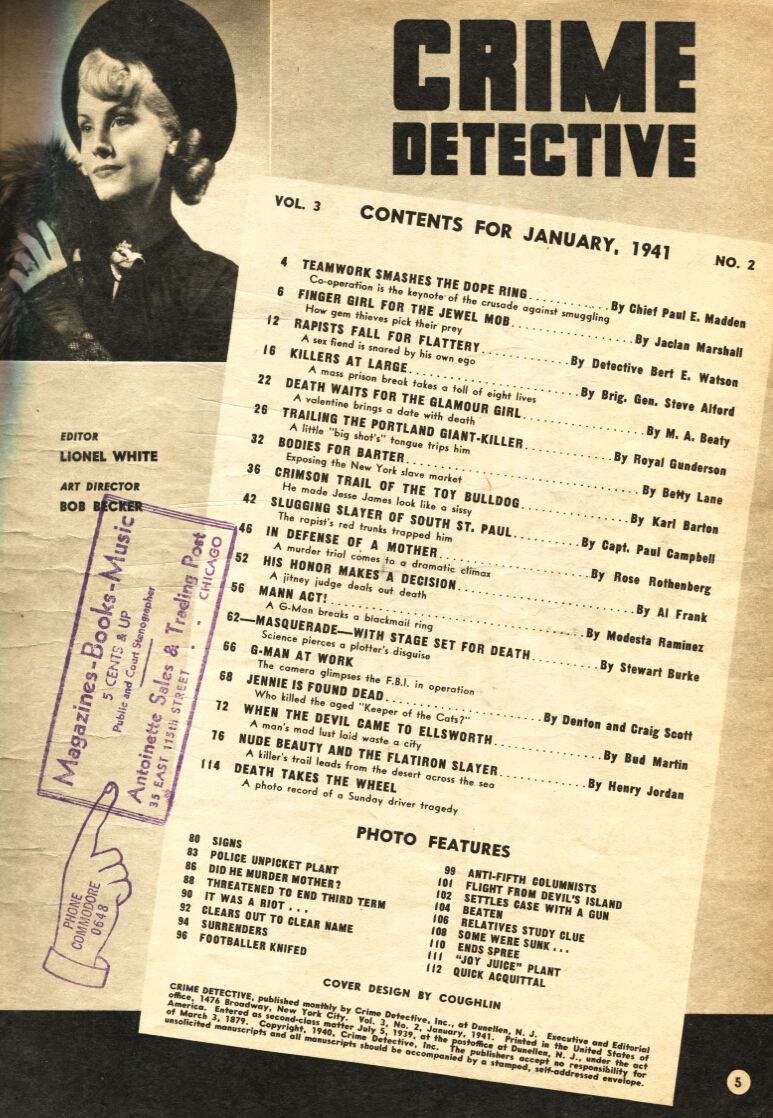 CRIME
DETECTIVE
VOL. 3 CONTENTS FOR JANUARY, 1941 NO. 2
4 TEAMWORK SMASHES THE DOPE RING............By Chief Paul E. Madden
Co-operation is the keynote of the crusade against smuggling
6 FINGER GIRL FOR THE JEWEL MOB....................By Jaclan Marshall
How gem thieves pick their prey
12 RAPISTS FALL FOR FLATTERY................By Detective Bert E. Watson
A sex fiend is snared by his own ego
16 KILLERS AT LARGE..............................By Brig. Gen. Steve Alford
A mass prison break takes a toll of eight lives
22 DEATH WAITS FOR THE GLAMOUR GIRL....................By M. A. Beaty
A valentine brings a date with death
26 TRAILING THE PORTLAND GIANT-KILLER...............By Royal Gunderson
A little "big shot's" tongue trips him
32 BODIES FOR BARTER........................................By Betty Lane
Exposing the New York slave market
36 CRIMSON TRAIL OF THE TOY BULLDOG....................By Karl Barton
He made Jesse James look like a sissy
42 SLUGGING SLAYER OF SOUTH ST. PAUL............By Capt. Paul Campbell
The rapist's red trunks trapped him
46 IN DEFENSE OF A MOTHER..........................By Rose Rothenberg
A murder trial comes to a dramatic climax
52 HIS HONOR MAKES A DECISION..............................By Al Frank
A jitney judge deals out death
56 MANN ACT!............................................By Modesta Raminez
A G-Man breaks a blackmail ring
62—MASQUERADE—WITH STAGE SET FOR DEATH............By Stewart Burke
Science pierces a plotter's disguise
66 G-MAN AT WORK
The camera glimpses the F.B.I. in operation
68 JENNIE IS FOUND DEAD.........................By Denton and Craig Scott
Who killed the aged "Keeper of the Cats?"
72 WHEN THE DEVIL CAME TO ELLSWORTH....................By Bud Martin
A man's mad lust laid waste a city
76 NUDE BEAUTY AND THE FLATIRON SLAYER...............By Henry Jordan
A killer's trail leads from the desert across the sea
114 DEATH TAKES THE WHEEL
A photo record of a Sunday driver tragedy
EDITOR
LIONEL WHITE
ART DIRECTOR
BOB BECKER
Magazines-Books-Music
5 CENTS & UP
Public and Court Stenographer
Antoinette Sales & Trading Post
35 EAST 115th STREET - - CHICAGO
PHONE
COMMODORE
0648
PHOTO FEATURES
80 SIGNS
83 POLICE UNPICKET PLANT
86 DID HE MURDER MOTHER?
88 THREATENED TO END THIRD TERM
90 IT WAS A RIOT...
92 CLEARS OUT TO CLEAR NAME
94 SURRENDERS
96 FOOTBALLER KNIFED
99 ANTI-FIFTH COLUMNISTS
101 FLIGHT FROM DEVIL'S ISLAND
102 SETTLES CASE WITH A GUN
104 BEATEN
106 RELATIVES STUDY CLUE
108 SOME WERE SUNK...
110 ENDS SPREE
111 "JOY JUICE" PLANT
112 QUICK ACQUITTAL
COVER DESIGN BY COUGHLIN
CRIME DETECTIVE, published monthly by Crime Detective, Inc., at Dunellen, N. J. Executive and Editorial
office, 1476 Broadway, New York City. Vol. 3, No. 2, January, 1941. Printed in the United States of
America. Entered as second-class matter July 5, 1939, at the postoffice at Dunellen, N. J., under the act
of March 3, 1879. Copyright, 1940, Crime Detective, Inc. The publishers accept no responsibility for
unsolicited manuscripts and all manuscripts should be accompanied by a stamped, self-addressed envelope.
5